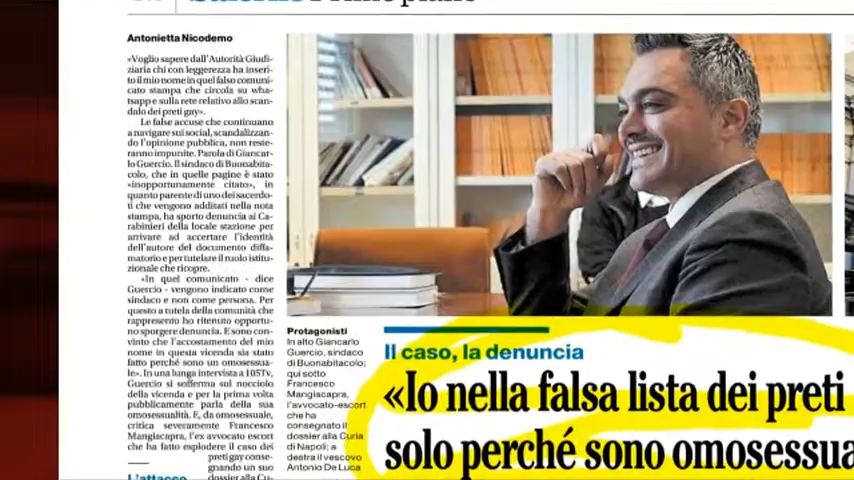 Antonietta Nicodemo
«Voglio sapere dall'Autorità Giudi-
ziaria chi con leggerezza ha inseri-
to il mio nome in quel falso comuni-
cato stampa che circola su wha-
tsapp e sulla rete relativo allo scan-
dalo dei preti gay».
Le false accuse che continuano
a navigare sui social, scandalizzan-
do l'opinione pubblica, non reste-
ranno impunite. Parola di Giancar-
lo Guercio. Il sindaco di Buonabita-
colo, che in quelle pagine è stato
«inopportunamente citato», in
quanto parente di uno dei sacerdo-
ti che vengono additati nella nota
stampa, ha sporto denuncia ai Ca-
rabinieri della locale stazione per
arrivare ad accertare l'identità
dell'autore del documento diffa-
matorio e per tutelare il ruolo istitu-
zionale che ricopre.
«In quel comunicato - dice
Guercio - vengono indicato come
sindaco e non come persona. Per
questo a tutela della comunità che
rappresento ho ritenuto opportu-
no sporgere denuncia. E sono con-
vinto che l'accostamento del mio
nome in questa vicenda sia stato
fatto perché sono un omosessua-
le». In una lunga intervista a 105Tv,
Guercio si sofferma sul nocciolo
della vicenda e per la prima volta
pubblicamente parla della sua
omosessualità. E, da omosessuale,
critica severamente Francesco
Mangiacapra, l'ex avvocato escort
che ha fatto esplodere il caso dei
preti gay conse-
gnando un suo
dossier alla Cu-
L'attacco
Protagonisti
In alto Giancarlo
Guercio, sindaco
di Buonabitacolo;
qui sotto
Francesco
Mangiacapra,
l'avvocato-escort
che ha
consegnato il
dossier alla Curia
di Napoli; a
destra il vescovo
Antonio De Luca
Il caso, la denuncia
«Io nella falsa lista dei preti
solo perché sono omosessua